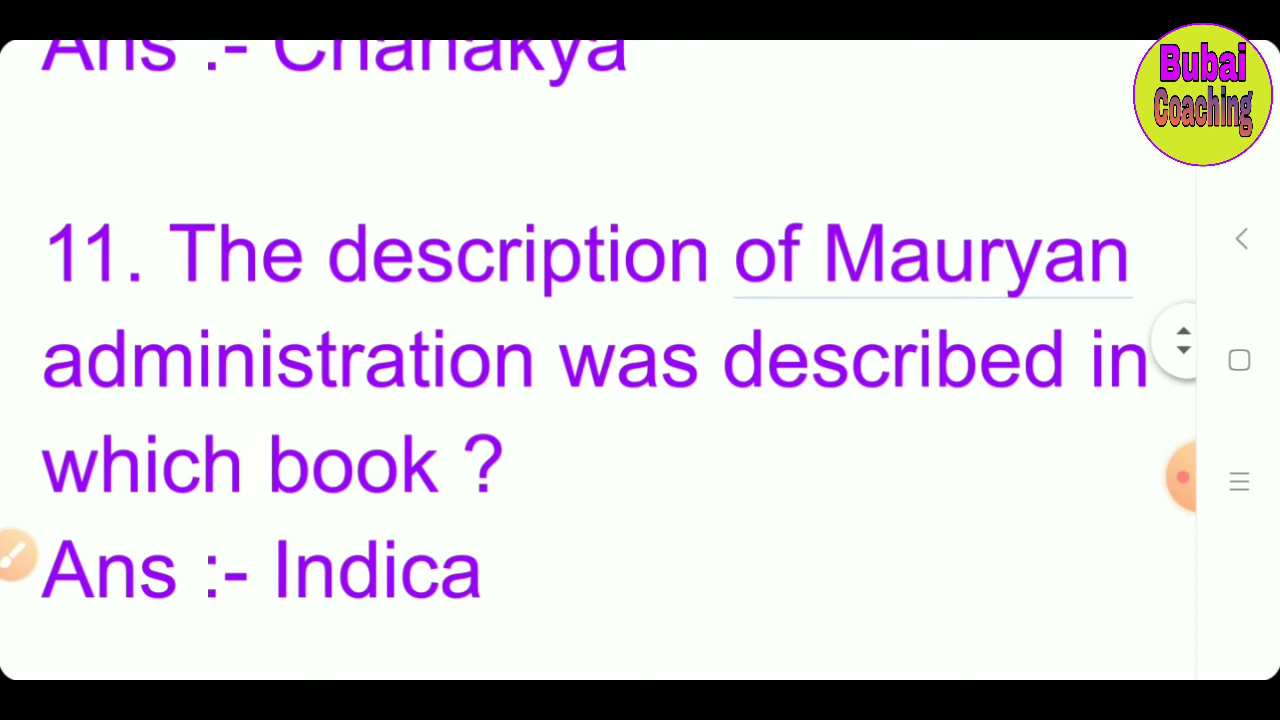 Ans :- Chanakya
Bubai
Coaching
11. The description of Mauryan
administration was described in
which book ?
Ans :- Indica